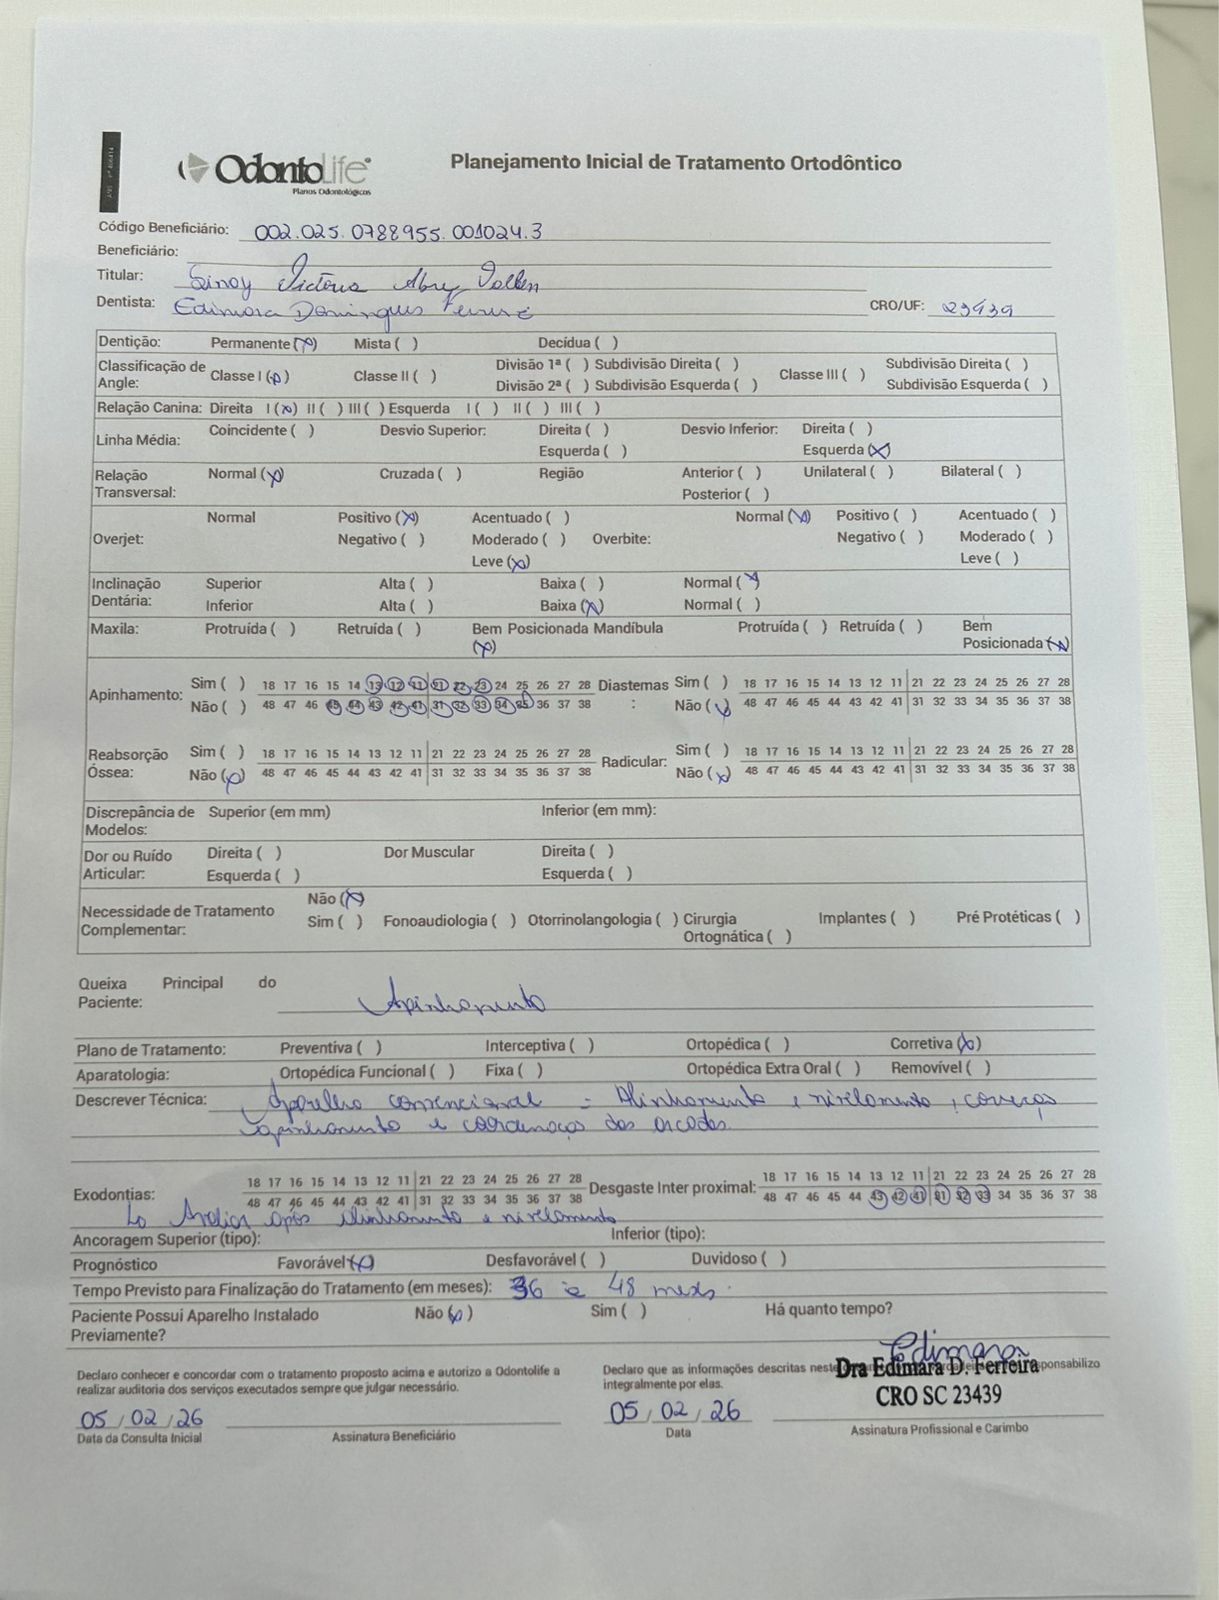 OdontoLife®
Planos Odontológicos
Planejamento Inicial de Tratamento Ortodôntico
Código Beneficiário: 002.025.0788955.001024.3
Beneficiário:
Titular: Victória
Dentista: Edimara Domingues CRO/UF: 23439
Dentição: Permanente (x) Mista ( ) Decídua ( )
Classificação de Angle: Classe I (x) Classe II ( ) Divisão 1ª ( ) Subdivisão Direita ( ) Classe III ( ) Subdivisão Direita ( )
Divisão 2ª ( ) Subdivisão Esquerda ( ) Subdivisão Esquerda ( )
Relação Canina: Direita I (x) II ( ) III ( ) Esquerda I ( ) II ( ) III ( )
Linha Média: Coincidente ( ) Desvio Superior: Direita ( ) Desvio Inferior: Direita ( )
Esquerda ( ) Esquerda (x)
Relação Transversal: Normal (x) Cruzada ( ) Região Anterior ( ) Unilateral ( ) Bilateral ( )
Posterior ( )
Normal Positivo (x) Acentuado ( ) Normal (x) Positivo ( ) Acentuado ( )
Overjet: Negativo ( ) Moderado ( ) Overbite: Negativo ( ) Moderado ( )
Leve (x) Leve ( )
Inclinação Dentária: Superior Alta ( ) Baixa ( ) Normal (x)
Inferior Alta ( ) Baixa (x) Normal ( )
Maxila: Protruída ( ) Retruída ( ) Bem Posicionada Mandíbula (x) Protruída ( ) Retruída ( ) Bem Posicionada (x)
Apinhamento: Sim ( ) 18 17 16 15 14 13 12 11 21 22 23 24 25 26 27 28 Diastemas : Sim ( ) 18 17 16 15 14 13 12 11 21 22 23 24 25 26 27 28
Não ( ) 48 47 46 45 44 43 42 41 31 32 33 34 35 36 37 38 Não (x) 48 47 46 45 44 43 42 41 31 32 33 34 35 36 37 38
Reabsorção Óssea: Sim ( ) 18 17 16 15 14 13 12 11 21 22 23 24 25 26 27 28 Radicular: Sim ( ) 18 17 16 15 14 13 12 11 21 22 23 24 25 26 27 28
Não (x) 48 47 46 45 44 43 42 41 31 32 33 34 35 36 37 38 Não (x) 48 47 46 45 44 43 42 41 31 32 33 34 35 36 37 38
Discrepância de Modelos: Superior (em mm) Inferior (em mm):
Dor ou Ruído Articular: Direita ( ) Dor Muscular Direita ( )
Esquerda ( ) Esquerda ( )
Necessidade de Tratamento Complementar: Não (x)
Sim ( ) Fonoaudiologia ( ) Otorrinolangologia ( ) Cirurgia Ortognática ( ) Implantes ( ) Pré Protéticas ( )
Queixa Principal do Paciente: Apinhamento
Plano de Tratamento: Preventiva ( ) Interceptiva ( ) Ortopédica ( ) Corretiva (x)
Aparatologia: Ortopédica Funcional ( ) Fixa ( ) Ortopédica Extra Oral ( ) Removível ( )
Descrever Técnica: Aparelho convencional - Alinhamento e nivelamento, correção
apinhamento e coordenação dos arcadas.
Exodontias: 18 17 16 15 14 13 12 11 21 22 23 24 25 26 27 28 Desgaste Inter proximal: 18 17 16 15 14 13 12 11 21 22 23 24 25 26 27 28
48 47 46 45 44 43 42 41 31 32 33 34 35 36 37 38 48 47 46 45 44 43 42 41 31 32 33 34 35 36 37 38
Avaliar após alinhamento e nivelamento
Ancoragem Superior (tipo): Inferior (tipo):
Prognóstico Favorável (x) Desfavorável ( ) Duvidoso ( )
Tempo Previsto para Finalização do Tratamento (em meses): 36 a 48 meses.
Paciente Possui Aparelho Instalado Previamente? Não (x) Sim ( ) Há quanto tempo?
Declaro conhecer e concordar com o tratamento proposto acima e autorizo a Odontolife a
realizar auditoria dos serviços executados sempre que julgar necessário.
Declaro que as informações descritas neste responsabilizo
integralmente por elas.
Edimara
Dra Edimara D. Ferreira
CRO SC 23439
05/02/26
Data da Consulta Inicial
Assinatura Beneficiário
05/02/26
Data
Assinatura Profissional e Carimbo